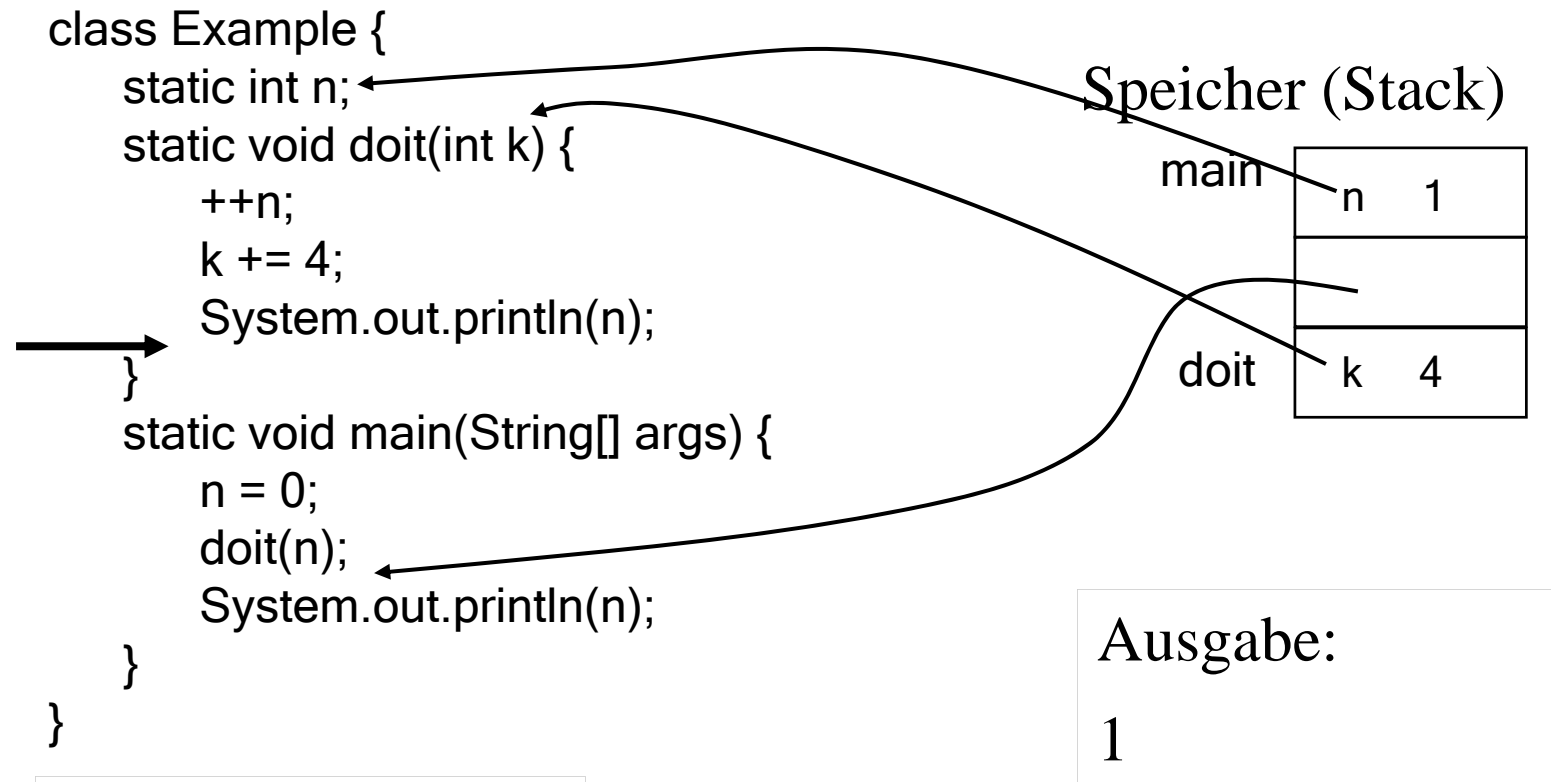 class Example {
static int n;
static void doit(int k) {
++n;
k += 4;
System.out.println(n);
}
static void main(String[] args) {
n = 0;
doit(n);
System.out.println(n);
}
}
Speicher (Stack)
main
n 1
doit
k 4
Ausgabe:
1